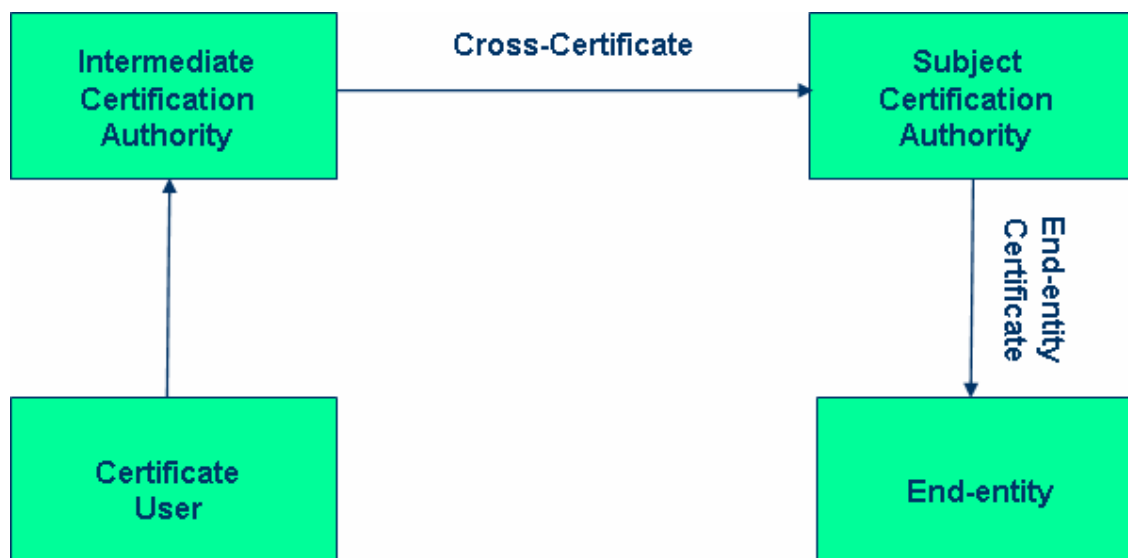 Intermediate
Certification
Authority
Cross-Certificate
Subject
Certification
Authority
End-entity
Certificate
Certificate
User
End-entity